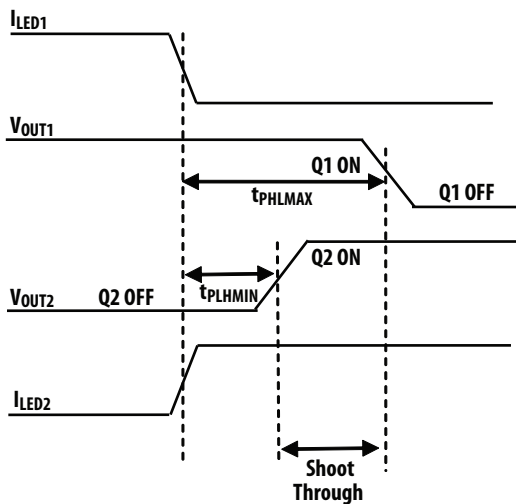 ILED1
VOUT1
Q1 ON
tPHLMAX
Q1 OFF
Q2 ON
VOUT2
Q2 OFF
tPLHMIN
ILED2
Shoot
Through